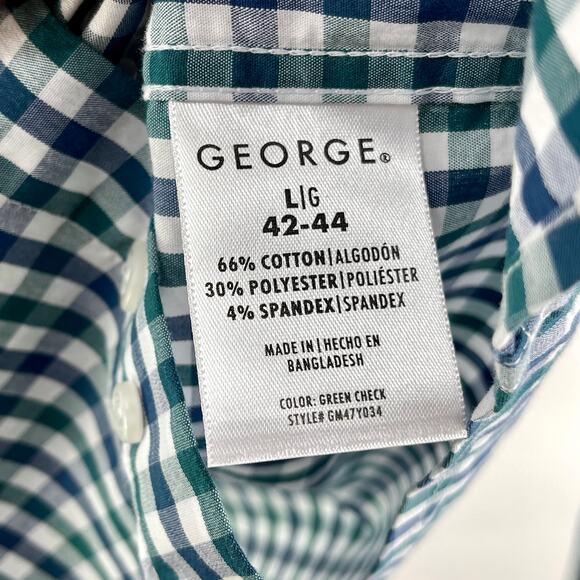 GEORGE®
L|G
42-44
66% COTTON|ALGODÓN
30% POLYESTER|POLIÉSTER
4% SPANDEX|SPANDEX
MADE IN|HECHO EN
BANGLADESH
COLOR: GREEN CHECK
STYLE# GM47Y034